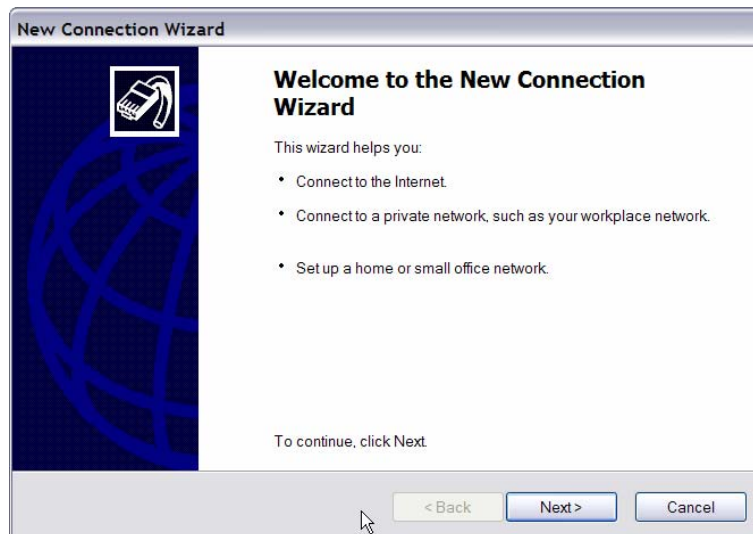 New Connection Wizard
Welcome to the New Connection
Wizard
This wizard helps you:
• Connect to the Internet.
• Connect to a private network, such as your workplace network.
• Set up a home or small office network.
To continue, click Next.
< Back Next > Cancel